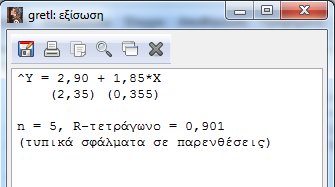 gretl: εξίσωση
^Y = 2,90 + 1,85*X
(2,35) (0,355)
n = 5, R-τετράγωνο = 0,901
(τυπικά σφάλματα σε παρενθέσεις)